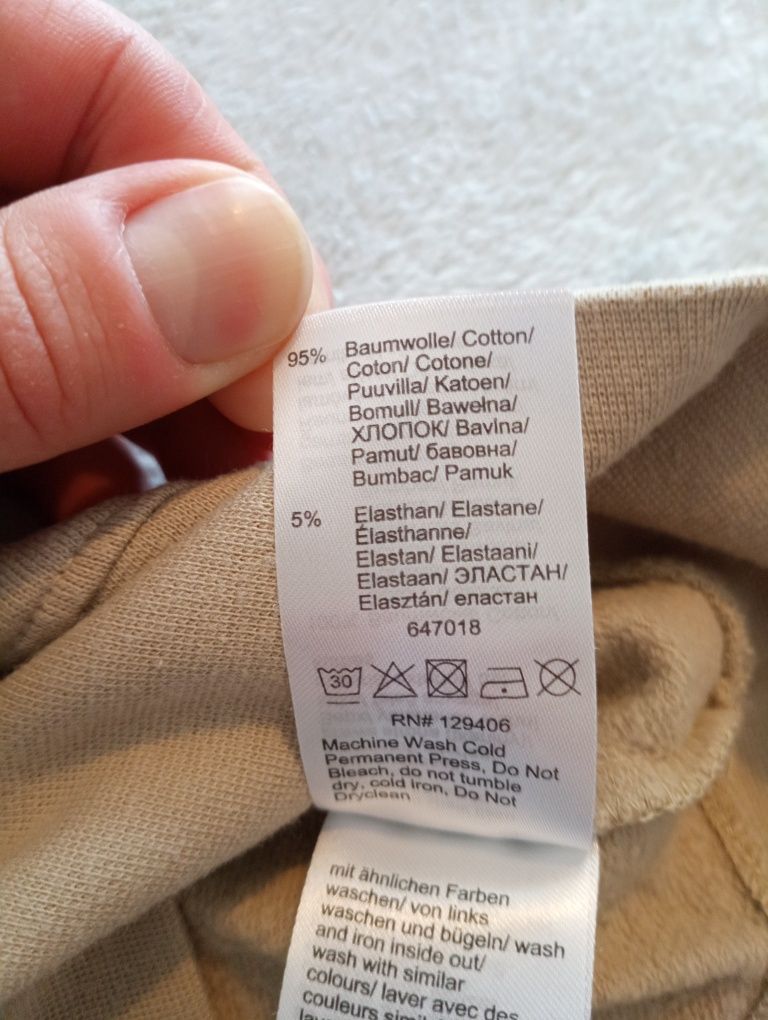 95% Baumwolle/ Cotton/
Coton/ Cotone/
Puuvilla/ Katoen/
Bomull/ Bawełna/
ХЛОПОК/ Bavlna/
Pamut/ бавовна/
Bumbac/ Pamuk
5% Elasthan/ Elastane/
Élasthanne/
Elastan/ Elastaani/
Elastaan/ ЭЛАСТАН/
Elasztán/ еластан
647018
30
RN# 129406
Machine Wash Cold
Permanent Press, Do Not
Bleach, do not tumble
dry, cold iron, Do Not
Dryclean
mit ähnlichen Farben
waschen/ von links
waschen und bügeln/ wash
and iron inside out/
wash with similar
colours/ laver avec des
couleurs